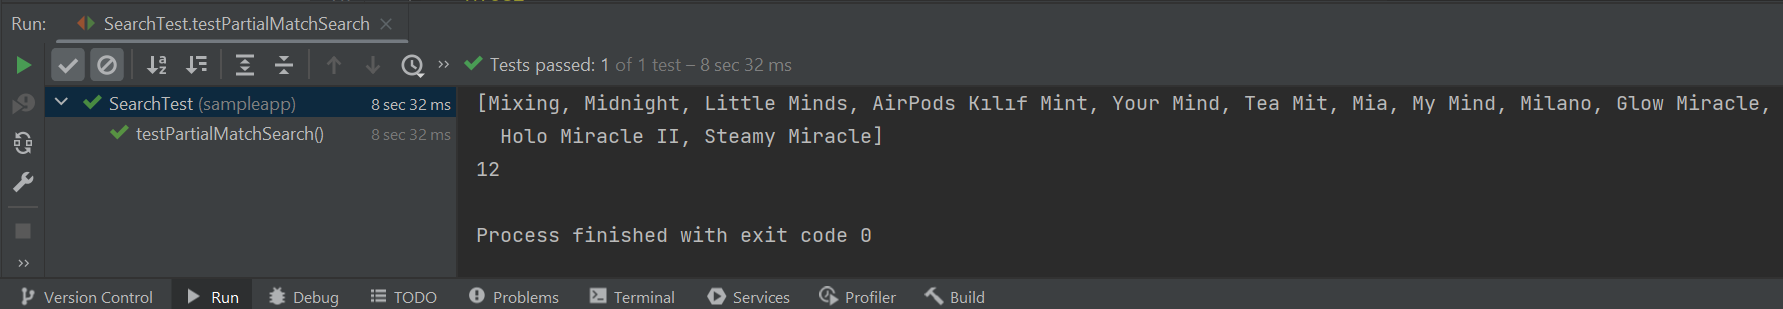 Run: SearchTest.testPartialMatchSearch
Tests passed: 1 of 1 test – 8 sec 32 ms
SearchTest (sampleapp) 8 sec 32 ms
testPartialMatchSearch() 8 sec 32 ms
[Mixing, Midnight, Little Minds, AirPods Kılıf Mint, Your Mind, Tea Mit, Mia, My Mind, Milano, Glow Miracle,
Holo Miracle II, Steamy Miracle]
12
Process finished with exit code 0
Version Control Run Debug TODO Problems Terminal Services Profiler Build